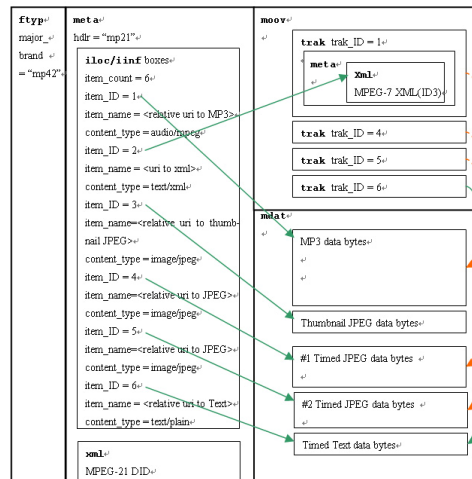 ftyp
major_
brand
= “mp42”
meta
hdlr = “mp21”
iloc/iinf boxes
item_count = 6
item_ID = 1
item_name = <relative uri to MP3>
content_type = audio/mpeg
item_ID = 2
item_name = <uri to xml>
content_type = text/xml
item_ID = 3
item_name=<relative uri to thumb-
nail JPEG>
content_type = image/jpeg
item_ID = 4
item_name=<relative uri to JPEG>
content_type = image/jpeg
item_ID = 5
item_name=<relative uri to JPEG>
content_type = image/jpeg
item_ID = 6
item_name = <relative uri to Text>
content_type = text/plain
xml
MPEG-21 DID
moov
trak trak_ID = 1
meta
Xml
MPEG-7 XML(ID3)
trak trak_ID = 4
trak trak_ID = 5
trak trak_ID = 6
mdat
MP3 data bytes
Thumbnail JPEG data bytes
#1 Timed JPEG data bytes
#2 Timed JPEG data bytes
Timed Text data bytes